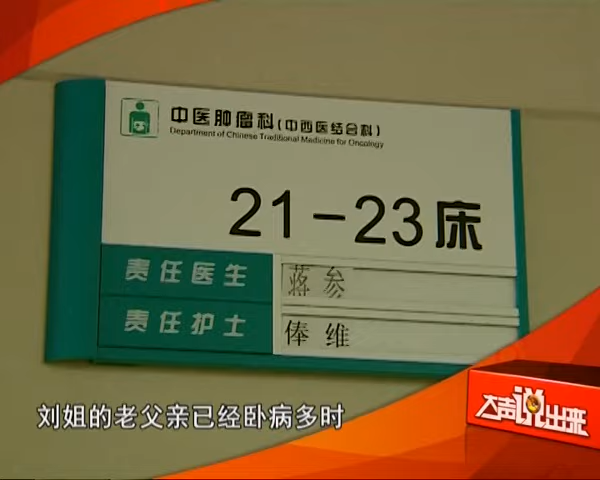 中医肿瘤科(中西医结合科)
Department of Chinese Traditional Medicine for Oncology
21-23床
责任医生 蒋参
责任护士 俸维
刘姐的老父亲已经卧病多时
大声说出来